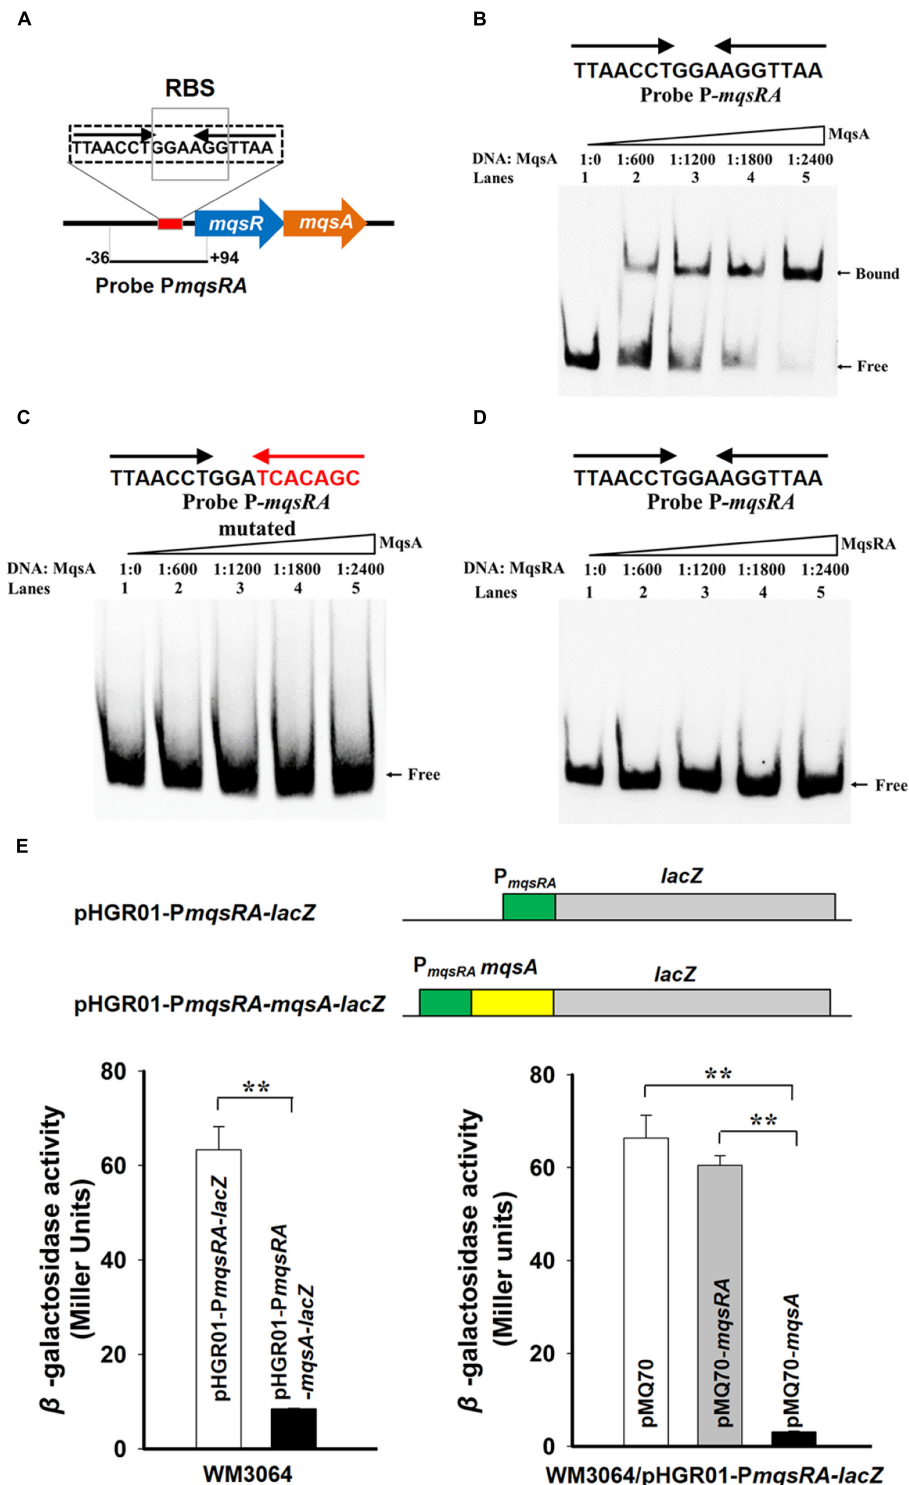 A
RBS
TTAACCTGGAAGGTTAA
mqsR mqsA
-36 +94
Probe PmqsRA
B
TTAACCTGGAAGGTTAA
Probe P-mqsRA
MqsA
DNA: MqsA 1:0 1:600 1:1200 1:1800 1:2400
Lanes 1 2 3 4 5
← Bound
← Free
C
TTAACCTGGATCACAGC
Probe P-mqsRA
mutated
MqsA
DNA: MqsA 1:0 1:600 1:1200 1:1800 1:2400
Lanes 1 2 3 4 5
← Free
D
TTAACCTGGAAGGTTAA
Probe P-mqsRA
MqsRA
DNA: MqsRA 1:0 1:600 1:1200 1:1800 1:2400
Lanes 1 2 3 4 5
← Free
E
PmqsRA lacZ
pHGR01-PmqsRA-lacZ
PmqsRA mqsA lacZ
pHGR01-PmqsRA-mqsA-lacZ
β -galactosidase activity
(Miller Units)
80
60
40
20
0
**
pHGR01-PmqsRA-lacZ
pHGR01-PmqsRA
-mqsA-lacZ
WM3064
β -galactosidase activity
(Miller units)
80
60
40
20
0
**
**
pMQ70
pMQ70-mqsRA
pMQ70-mqsA
WM3064/pHGR01-PmqsRA-lacZ